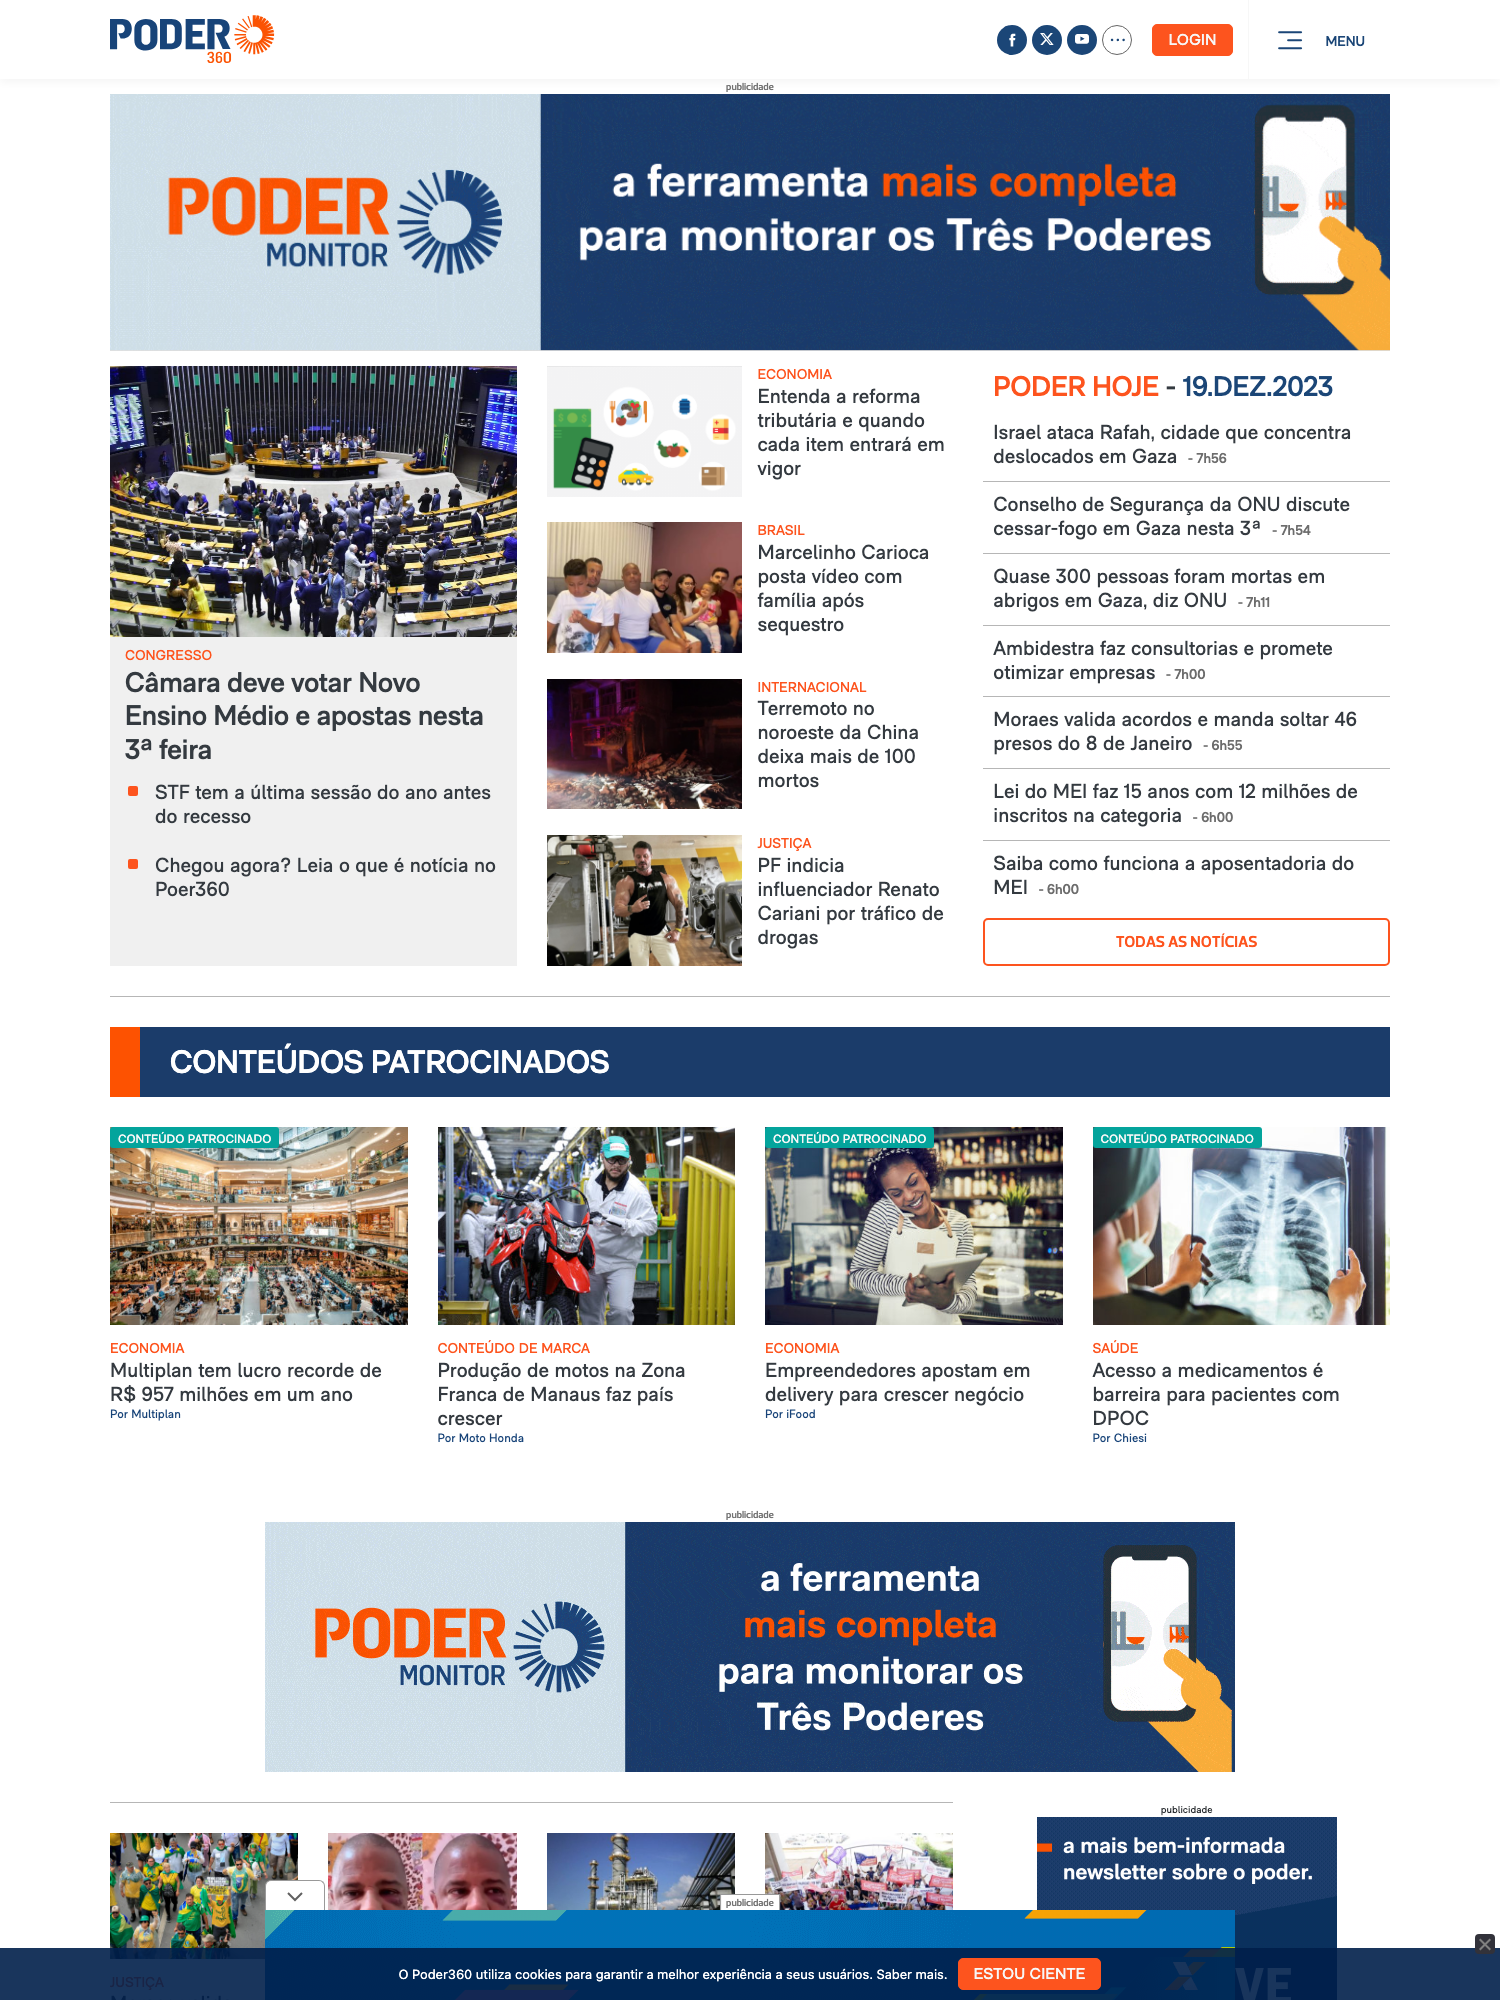 PODER
360
LOGIN
MENU
publicidade
PODER
MONITOR
a ferramenta mais completa
para monitorar os Três Poderes
CONGRESSO
Câmara deve votar Novo
Ensino Médio e apostas nesta
3ª feira
STF tem a última sessão do ano antes
do recesso
Chegou agora? Leia o que é notícia no
Poer360
ECONOMIA
Entenda a reforma
tributária e quando
cada item entrará em
vigor
BRASIL
Marcelinho Carioca
posta vídeo com
família após
sequestro
INTERNACIONAL
Terremoto no
noroeste da China
deixa mais de 100
mortos
JUSTIÇA
PF indicia
influenciador Renato
Cariani por tráfico de
drogas
PODER HOJE - 19.DEZ.2023
Israel ataca Rafah, cidade que concentra
deslocados em Gaza - 7h56
Conselho de Segurança da ONU discute
cessar-fogo em Gaza nesta 3ª - 7h54
Quase 300 pessoas foram mortas em
abrigos em Gaza, diz ONU - 7h11
Ambidestra faz consultorias e promete
otimizar empresas - 7h00
Moraes valida acordos e manda soltar 46
presos do 8 de Janeiro - 6h55
Lei do MEI faz 15 anos com 12 milhões de
inscritos na categoria - 6h00
Saiba como funciona a aposentadoria do
MEI - 6h00
TODAS AS NOTÍCIAS
CONTEÚDOS PATROCINADOS
CONTEÚDO PATROCINADO
ECONOMIA
Multiplan tem lucro recorde de
R$ 957 milhões em um ano
Por Multiplan
CONTEÚDO DE MARCA
Produção de motos na Zona
Franca de Manaus faz país
crescer
Por Moto Honda
CONTEÚDO PATROCINADO
ECONOMIA
Empreendedores apostam em
delivery para crescer negócio
Por iFood
CONTEÚDO PATROCINADO
SAÚDE
Acesso a medicamentos é
barreira para pacientes com
DPOC
Por Chiesi
publicidade
PODER
MONITOR
a ferramenta
mais completa
para monitorar os
Três Poderes
publicidade
a mais bem-informada
newsletter sobre o poder.
publicidade
JUSTIÇA
O Poder360 utiliza cookies para garantir a melhor experiência a seus usuários. Saber mais.
ESTOU CIENTE